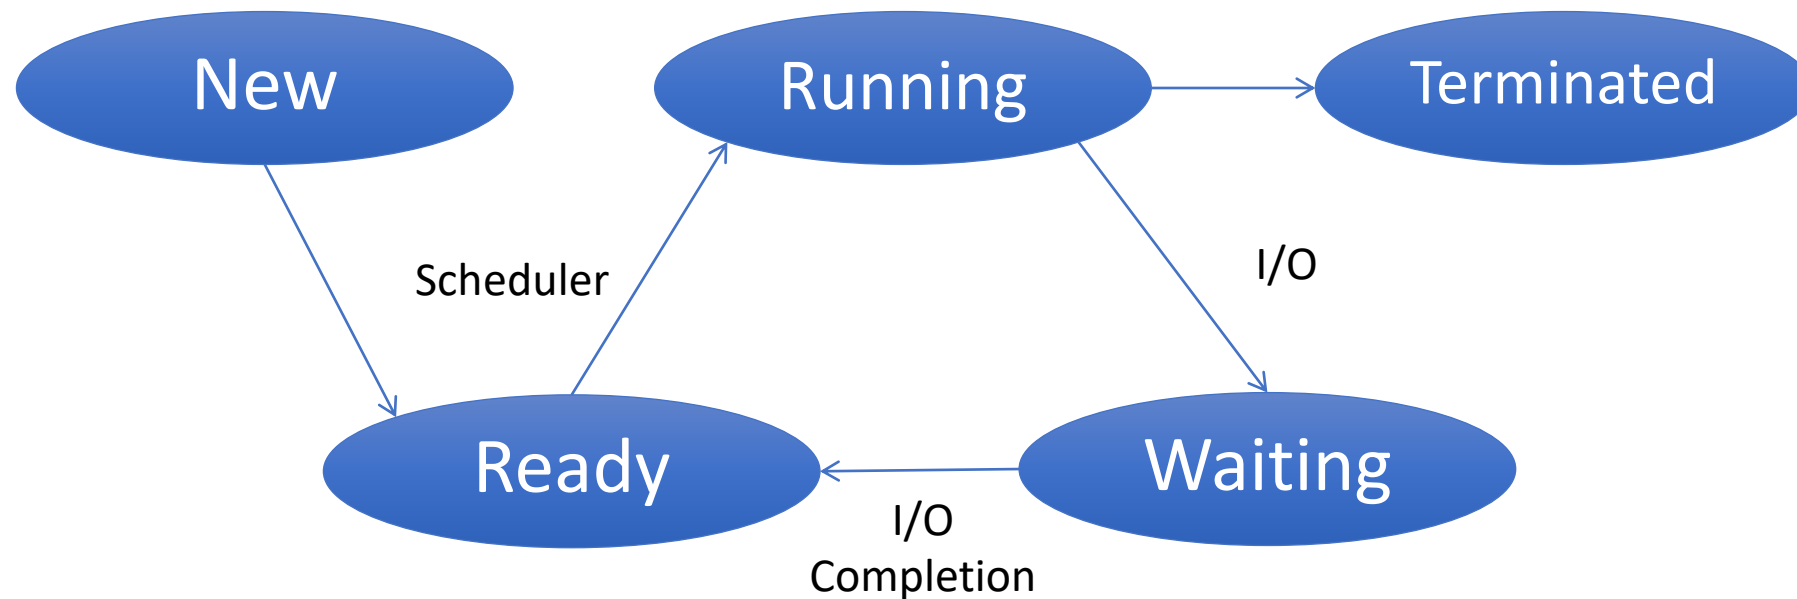 New
Running
Terminated
Scheduler
I/O
Ready
Waiting
I/O
Completion